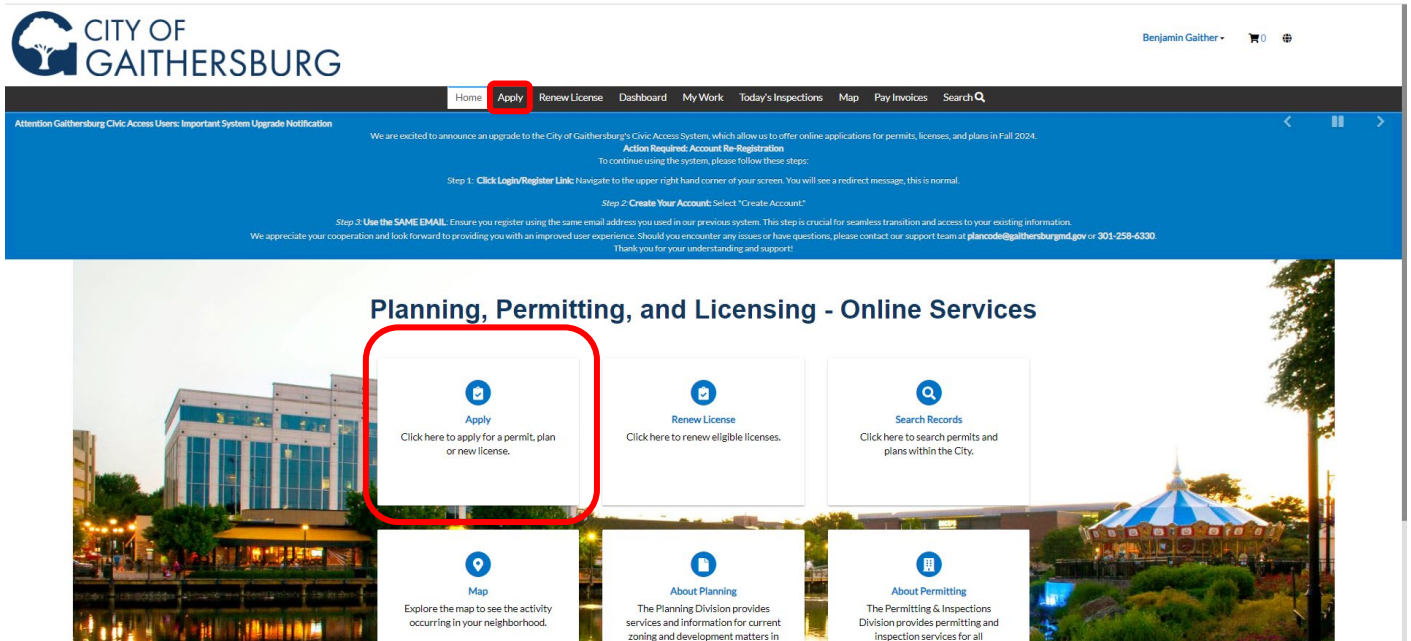 CITY OF
GAITHERSBURG
Benjamin Gaither
0
Home Apply Renew License Dashboard My Work Today's Inspections Map Pay Invoices Search
Attention Gaithersburg Civic Access Users: Important System Upgrade Notification
We are excited to announce an upgrade to the City of Gaithersburg's Civic Access System, which allow us to offer online applications for permits, licenses, and plans in Fall 2024.
Action Required: Account Re-Registration
To continue using the system, please follow these steps:
Step 1: Click Login/Register Link: Navigate to the upper right hand corner of your screen. You will see a redirect message, this is normal.
Step 2: Create Your Account: Select "Create Account."
Step 3: Use the SAME EMAIL: Ensure you register using the same email address you used in our previous system. This step is crucial for seamless transition and access to your existing information.
We appreciate your cooperation and look forward to providing you with an improved user experience. Should you encounter any issues or have questions, please contact our support team at plancode@gaithersburgmd.gov or 301-258-6330.
Thank you for your understanding and support!
Planning, Permitting, and Licensing - Online Services
Apply
Click here to apply for a permit, plan
or new license.
Renew License
Click here to renew eligible licenses.
Search Records
Click here to search permits and
plans within the City.
Map
Explore the map to see the activity
occurring in your neighborhood.
About Planning
The Planning Division provides
services and information for current
zoning and development matters in
About Permitting
The Permitting & Inspections
Division provides permitting and
inspection services for all